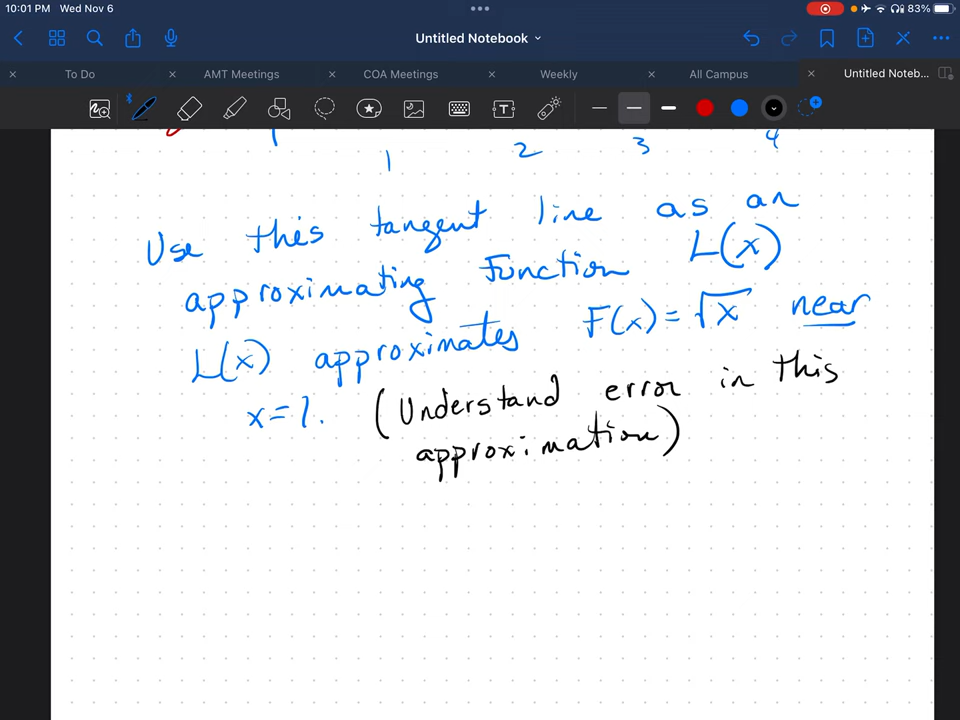 10:01 PM Wed Nov 6
83%
Untitled Notebook
To Do
AMT Meetings
COA Meetings
Weekly
All Campus
Untitled Noteb...
1 2 3 4
Use this tangent line as an
approximating function L(x)
L(x) approximates F(x) = √x near
x = 1. (Understand error in this
approximation)